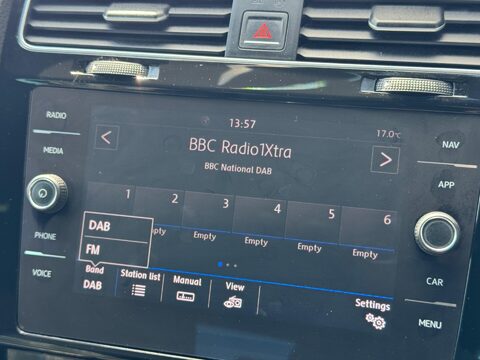 RADIO
MEDIA
PHONE
VOICE
13:57
17.0°C
BBC Radio1Xtra
BBC National DAB
1 2 3 4 5 6
DAB
FM
pty Empty Empty Empty Empty
Band
DAB
Station list
Manual
View
Settings
NAV
APP
CAR
MENU